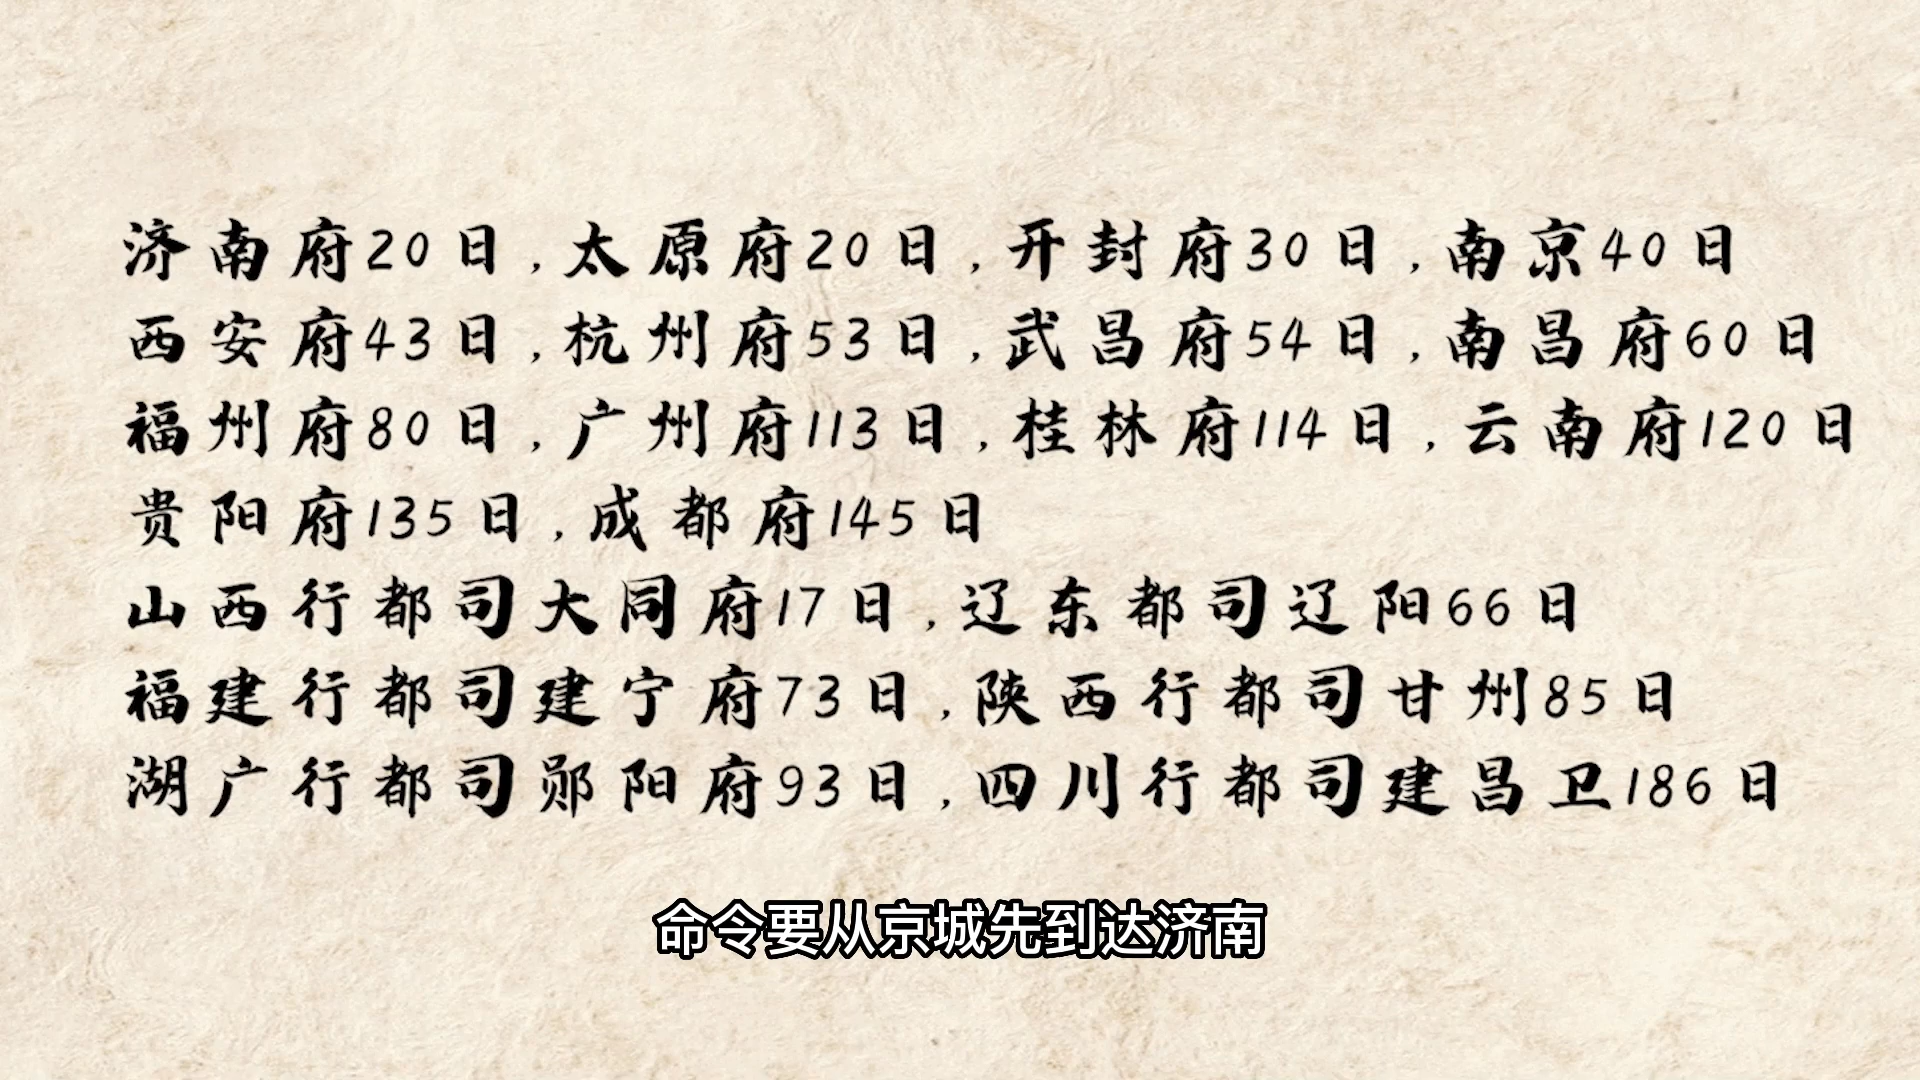 济南府20日,太原府20日,开封府30日,南京40日
西安府43日,杭州府53日,武昌府54日,南昌府60日
福州府80日,广州府113日,桂林府114日,云南府120日
贵阳府135日,成都府145日
山西行都司大同府17日,辽东都司辽阳66日
福建行都司建宁府73日,陕西行都司甘州85日
湖广行都司郧阳府93日,四川行都司建昌卫186日
命令要从京城先到达济南